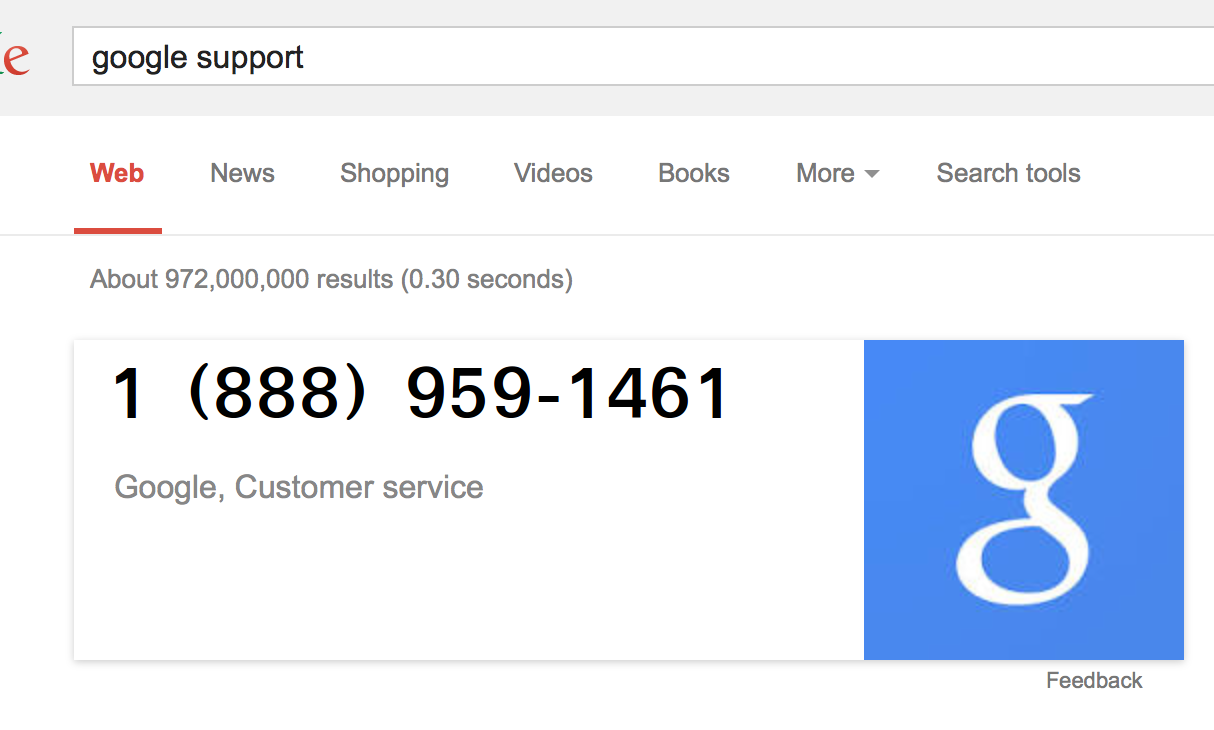 e
google support
Web News Shopping Videos Books More Search tools
About 972,000,000 results (0.30 seconds)
1 (888) 959-1461
Google, Customer service
g
Feedback